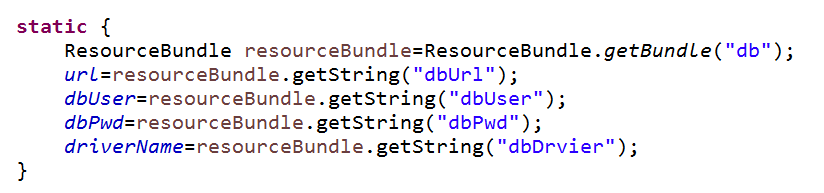 static {
    ResourceBundle resourceBundle=ResourceBundle.getBundle("db");
    url=resourceBundle.getString("dbUrl");
    dbUser=resourceBundle.getString("dbUser");
    dbPwd=resourceBundle.getString("dbPwd");
    driverName=resourceBundle.getString("dbDrvier");
}